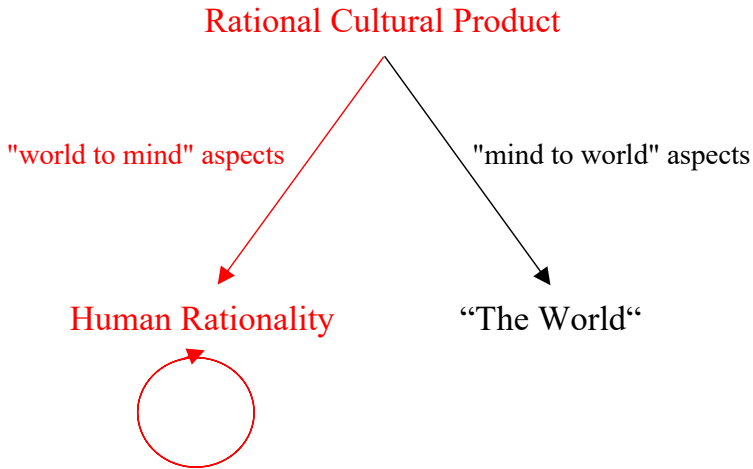 Rational Cultural Product
"world to mind" aspects
"mind to world" aspects
Human Rationality
“The World“